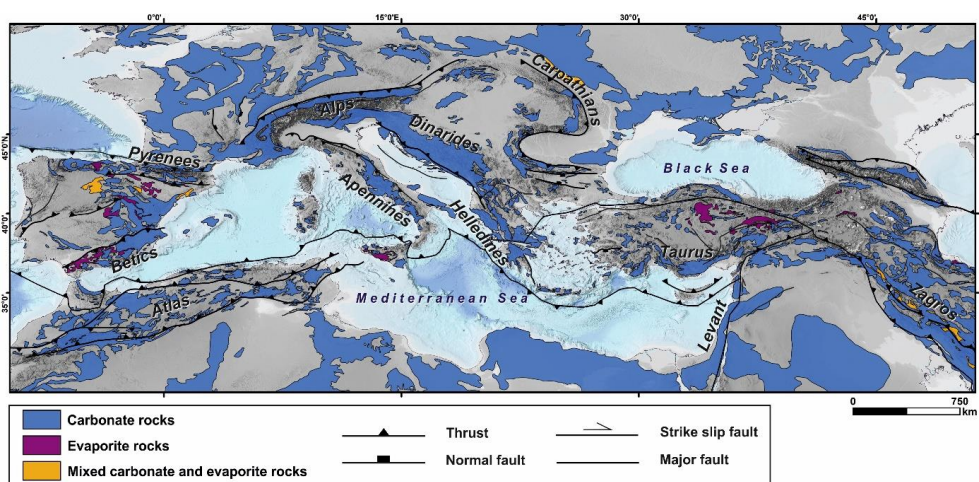 0°0' 15°0'E 30°0'E 45°0'
45°0'N
40°0'
35°0'
Carpathians
Alps
Dinarides
Pyrenees
Black Sea
Apennines
Hellenides
Betics
Taurus
Atlas
Mediterranean Sea
Zagros
Levant
0 750
km
Carbonate rocks
Evaporite rocks
Mixed carbonate and evaporite rocks
Thrust
Normal fault
Strike slip fault
Major fault